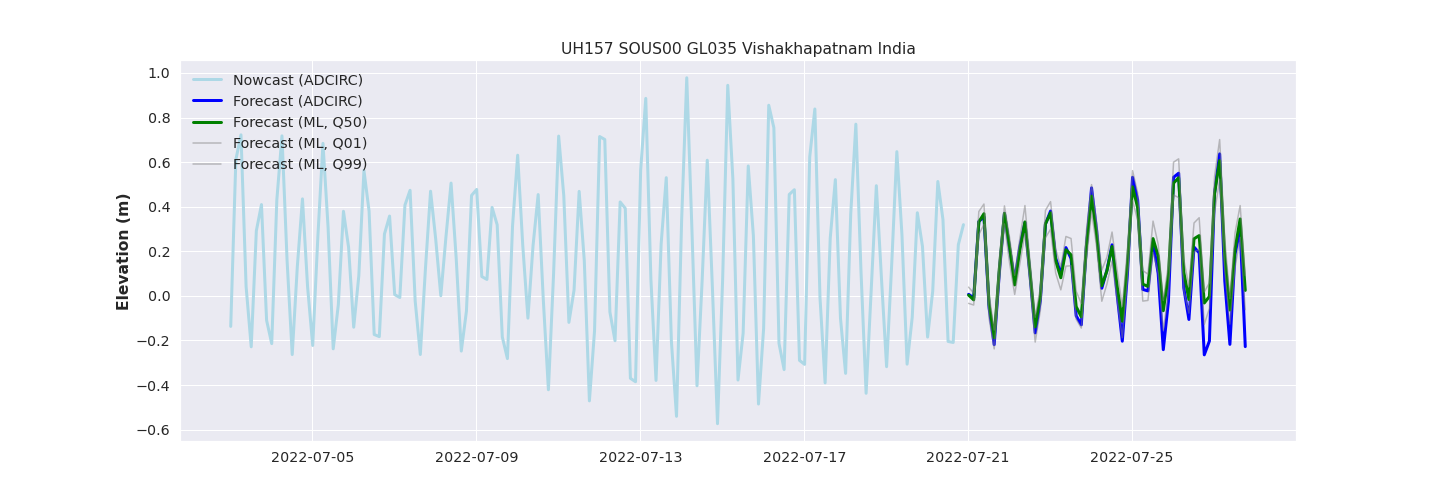 UH157 SOUS00 GL035 Vishakhapatnam India
Nowcast (ADCIRC)
Forecast (ADCIRC)
Forecast (ML, Q50)
Forecast (ML, Q01)
Forecast (ML, Q99)
Elevation (m)
1.0
0.8
0.6
0.4
0.2
0.0
−0.2
−0.4
−0.6
2022-07-05 2022-07-09 2022-07-13 2022-07-17 2022-07-21 2022-07-25